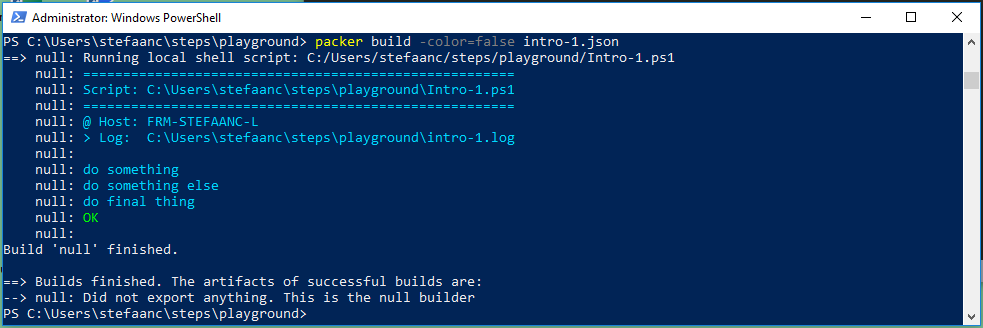 Administrator: Windows PowerShell
PS C:\Users\stefaanc\steps\playground> packer build -color=false intro-1.json
==> null: Running local shell script: C:/Users/stefaanc/steps/playground/Intro-1.ps1
    null: ======================================================
    null: Script: C:\Users\stefaanc\steps\playground\Intro-1.ps1
    null: ======================================================
    null: @ Host: FRM-STEFAANC-L
    null: > Log:  C:\Users\stefaanc\steps\playground\intro-1.log
    null:
    null: do something
    null: do something else
    null: do final thing
    null: OK
    null:
Build 'null' finished.

==> Builds finished. The artifacts of successful builds are:
--> null: Did not export anything. This is the null builder
PS C:\Users\stefaanc\steps\playground>